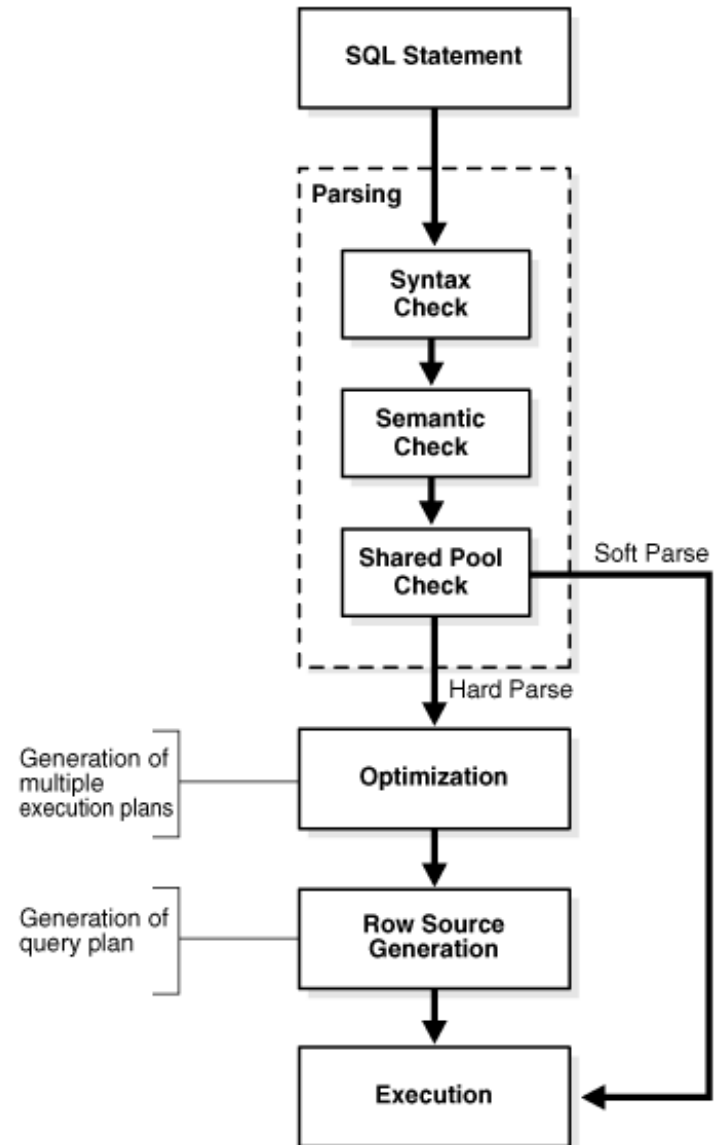 SQL Statement
Parsing
Syntax
Check
Semantic
Check
Shared Pool
Check
Soft Parse
Hard Parse
Generation of
multiple
execution plans
Optimization
Generation of
query plan
Row Source
Generation
Execution